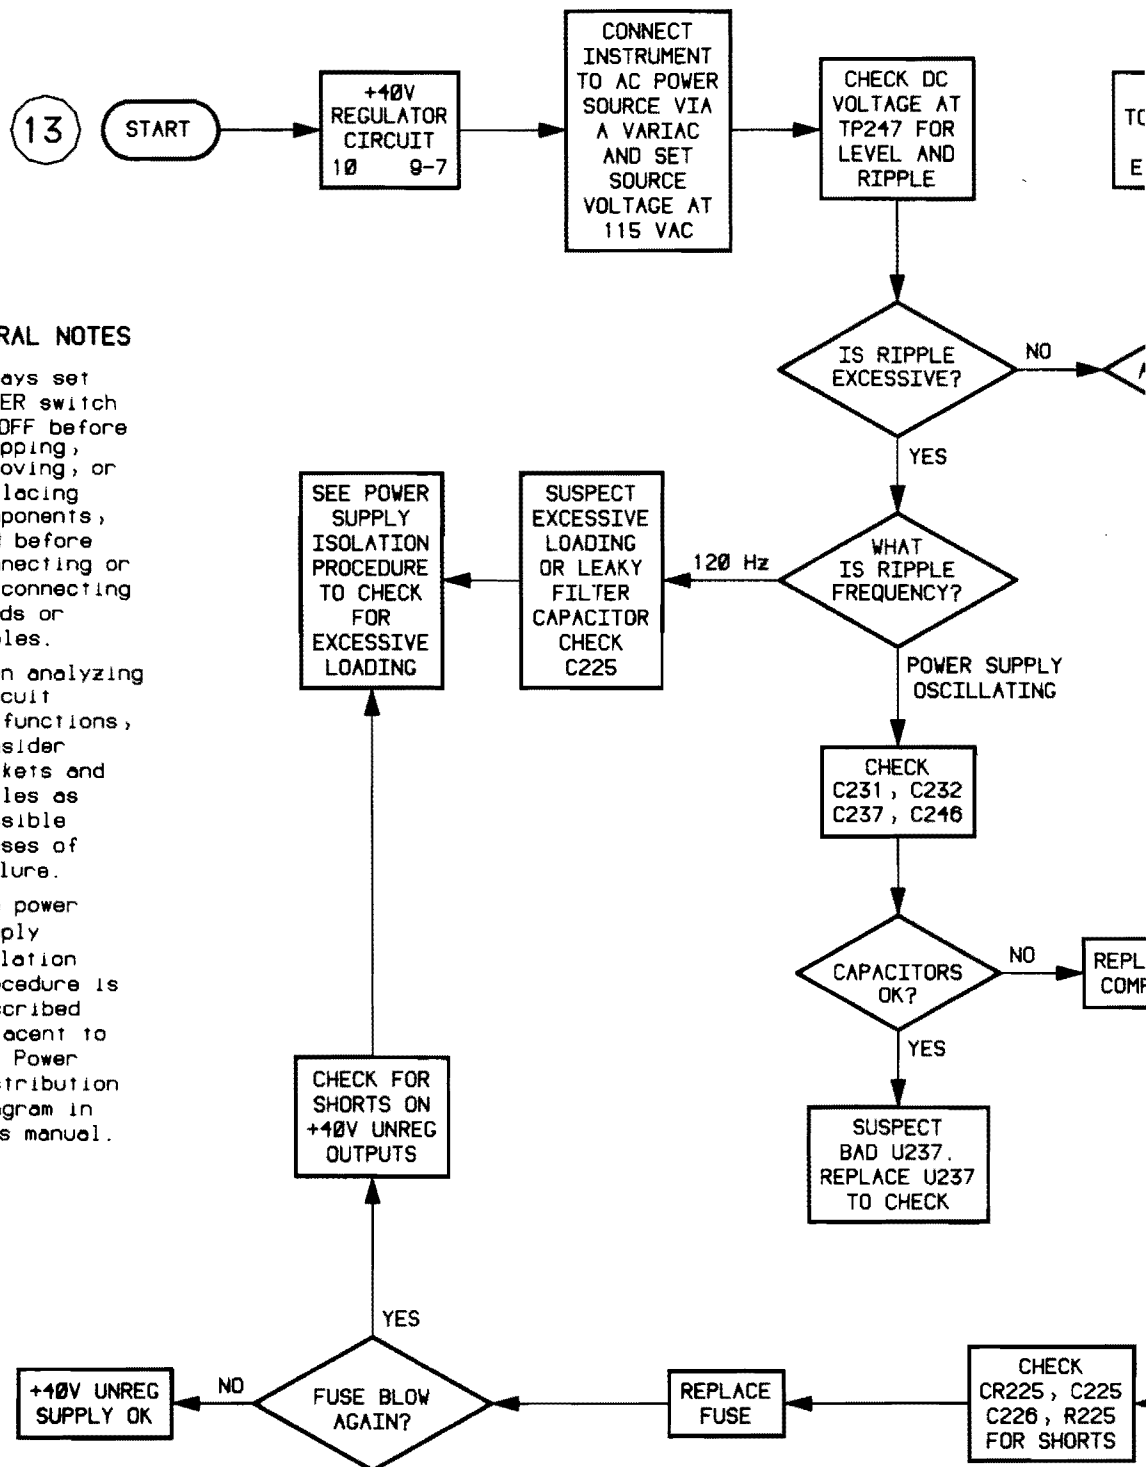 13
START
+40V
REGULATOR
CIRCUIT
10 9-7
CONNECT
INSTRUMENT
TO AC POWER
SOURCE VIA
A VARIAC
AND SET
SOURCE
VOLTAGE AT
115 VAC
CHECK DC
VOLTAGE AT
TP247 FOR
LEVEL AND
RIPPLE
TO
E
IS RIPPLE
EXCESSIVE?
NO
A
YES
WHAT
IS RIPPLE
FREQUENCY?
120 Hz
SUSPECT
EXCESSIVE
LOADING
OR LEAKY
FILTER
CAPACITOR
CHECK
C225
SEE POWER
SUPPLY
ISOLATION
PROCEDURE
TO CHECK
FOR
EXCESSIVE
LOADING
POWER SUPPLY
OSCILLATING
CHECK
C231, C232
C237, C246
CAPACITORS
OK?
NO
REPL
COMP
YES
SUSPECT
BAD U237.
REPLACE U237
TO CHECK
RAL NOTES
ays set
ER switch
OFF before
pping,
oving, or
lacing
ponents,
before
necting or
connecting
ds or
les.
n analyzing
cuit
functions,
sider
kets and
les as
sible
ses of
lure.
power
ply
lation
cedure is
cribed
acent to
Power
tribution
gram in
s manual.
CHECK FOR
SHORTS ON
+40V UNREG
OUTPUTS
YES
FUSE BLOW
AGAIN?
NO
+40V UNREG
SUPPLY OK
REPLACE
FUSE
CHECK
CR225, C225
C226, R225
FOR SHORTS